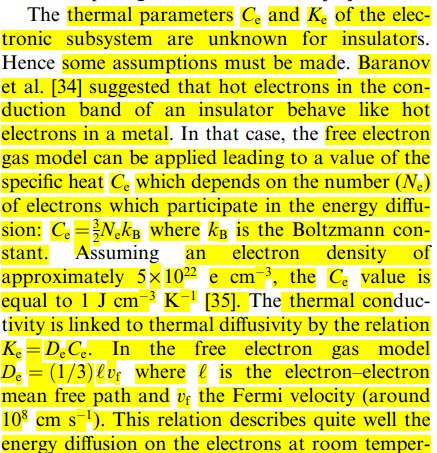 The thermal parameters Cₑ and Kₑ of the elec-
tronic subsystem are unknown for insulators.
Hence some assumptions must be made. Baranov
et al. [34] suggested that hot electrons in the con-
duction band of an insulator behave like hot
electrons in a metal. In that case, the free electron
gas model can be applied leading to a value of the
specific heat Cₑ which depends on the number (Nₑ)
of electrons which participate in the energy diffu-
sion: Cₑ = 3/2 NₑkB where kB is the Boltzmann con-
stant. Assuming an electron density of
approximately 5×10²² e cm⁻³, the Cₑ value is
equal to 1 J cm⁻³ K⁻¹ [35]. The thermal conduc-
tivity is linked to thermal diffusivity by the relation
Kₑ = DₑCₑ. In the free electron gas model
Dₑ = (1/3)ℓvf where ℓ is the electron–electron
mean free path and vf the Fermi velocity (around
10⁸ cm s⁻¹). This relation describes quite well the
energy diffusion on the electrons at room temper-